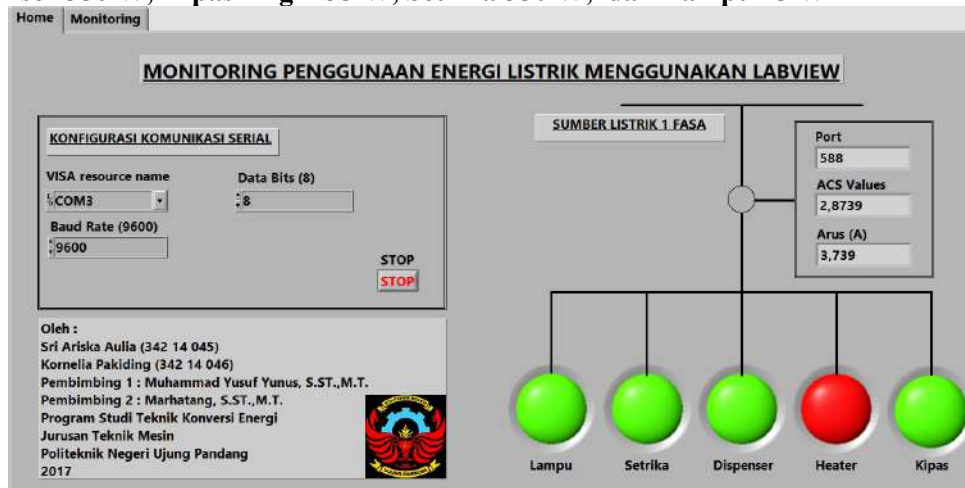 Home Monitoring
MONITORING PENGGUNAAN ENERGI LISTRIK MENGGUNAKAN LABVIEW
KONFIGURASI KOMUNIKASI SERIAL
VISA resource name
COM3
Data Bits (8)
8
Baud Rate (9600)
9600
STOP
STOP
Oleh :
Sri Ariska Aulia (342 14 045)
Kornelia Pakiding (342 14 046)
Pembimbing 1 : Muhammad Yusuf Yunus, S.ST.,M.T.
Pembimbing 2 : Marhatang, S.ST.,M.T.
Program Studi Teknik Konversi Energi
Jurusan Teknik Mesin
Politeknik Negeri Ujung Pandang
2017
SUMBER LISTRIK 1 FASA
Port
588
ACS Values
2,8739
Arus (A)
3,739
Lampu Setrika Dispenser Heater Kipas